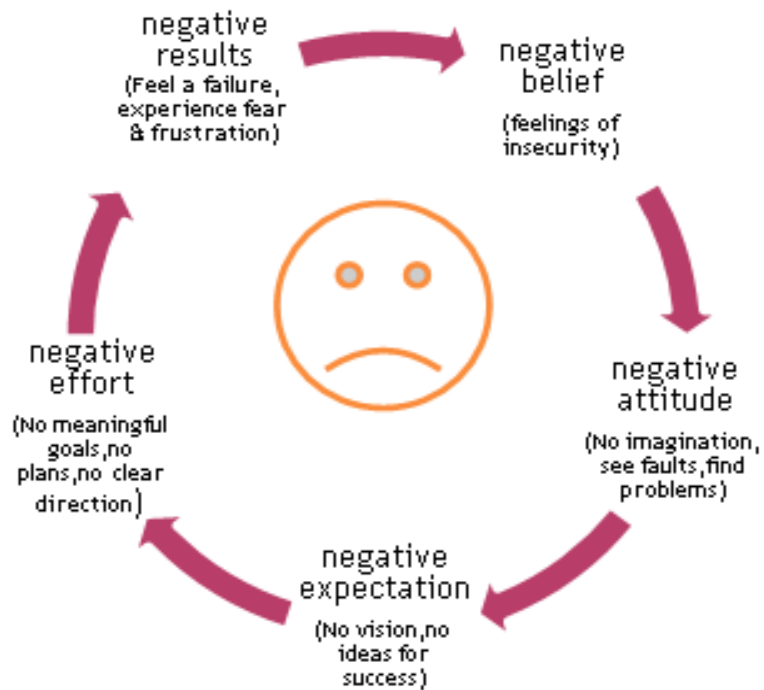 negative
results
(Feel a failure,
experience fear
& frustration)
negative
belief
(feelings of
insecurity)
negative
attitude
(No imagination,
see faults,find
problems)
negative
expectation
(No vision,no
ideas for
success)
negative
effort
(No meaningful
goals,no
plans,no clear
direction)